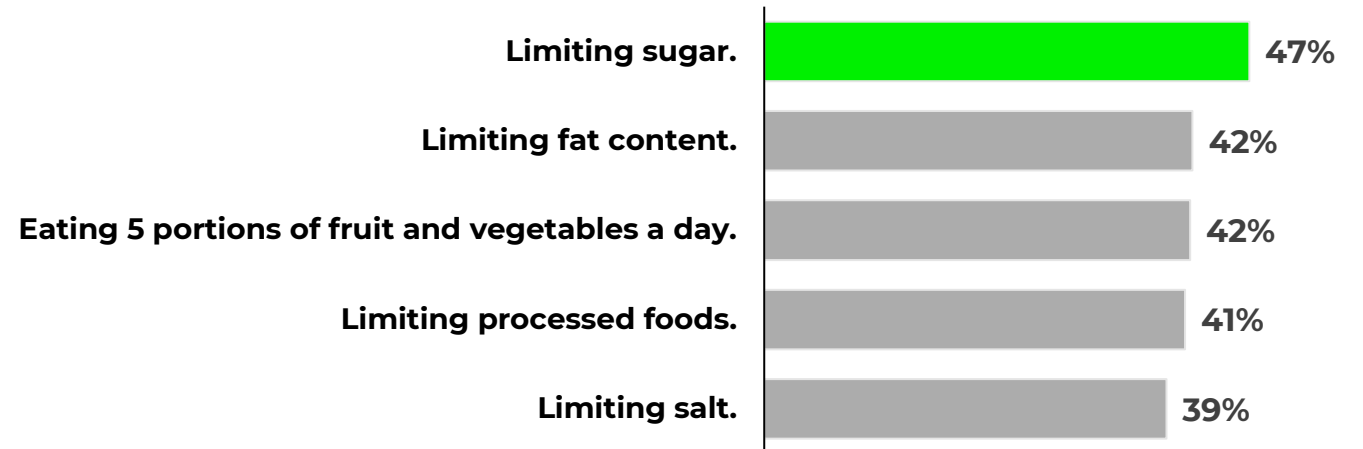 Limiting sugar. 47%
Limiting fat content. 42%
Eating 5 portions of fruit and vegetables a day. 42%
Limiting processed foods. 41%
Limiting salt. 39%